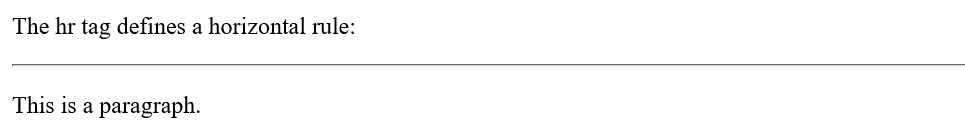 The hr tag defines a horizontal rule:
This is a paragraph.